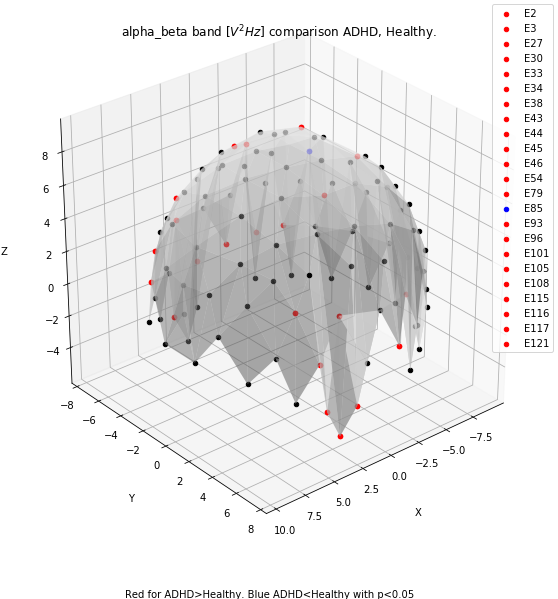 alpha_beta band [V²Hz] comparison ADHD, Healthy.
E2
E3
E27
E30
E33
E34
E38
E43
E44
E45
E46
E54
E79
E85
E93
E96
E101
E105
E108
E115
E116
E117
E121
8
6
4
2
0
−2
−4
Z
−8
−6
−4
−2
0
2
4
6
8
Y
10.0
7.5
5.0
2.5
0.0
−2.5
−5.0
−7.5
X
Red for ADHD>Healthy. Blue ADHD<Healthy with p<0.05